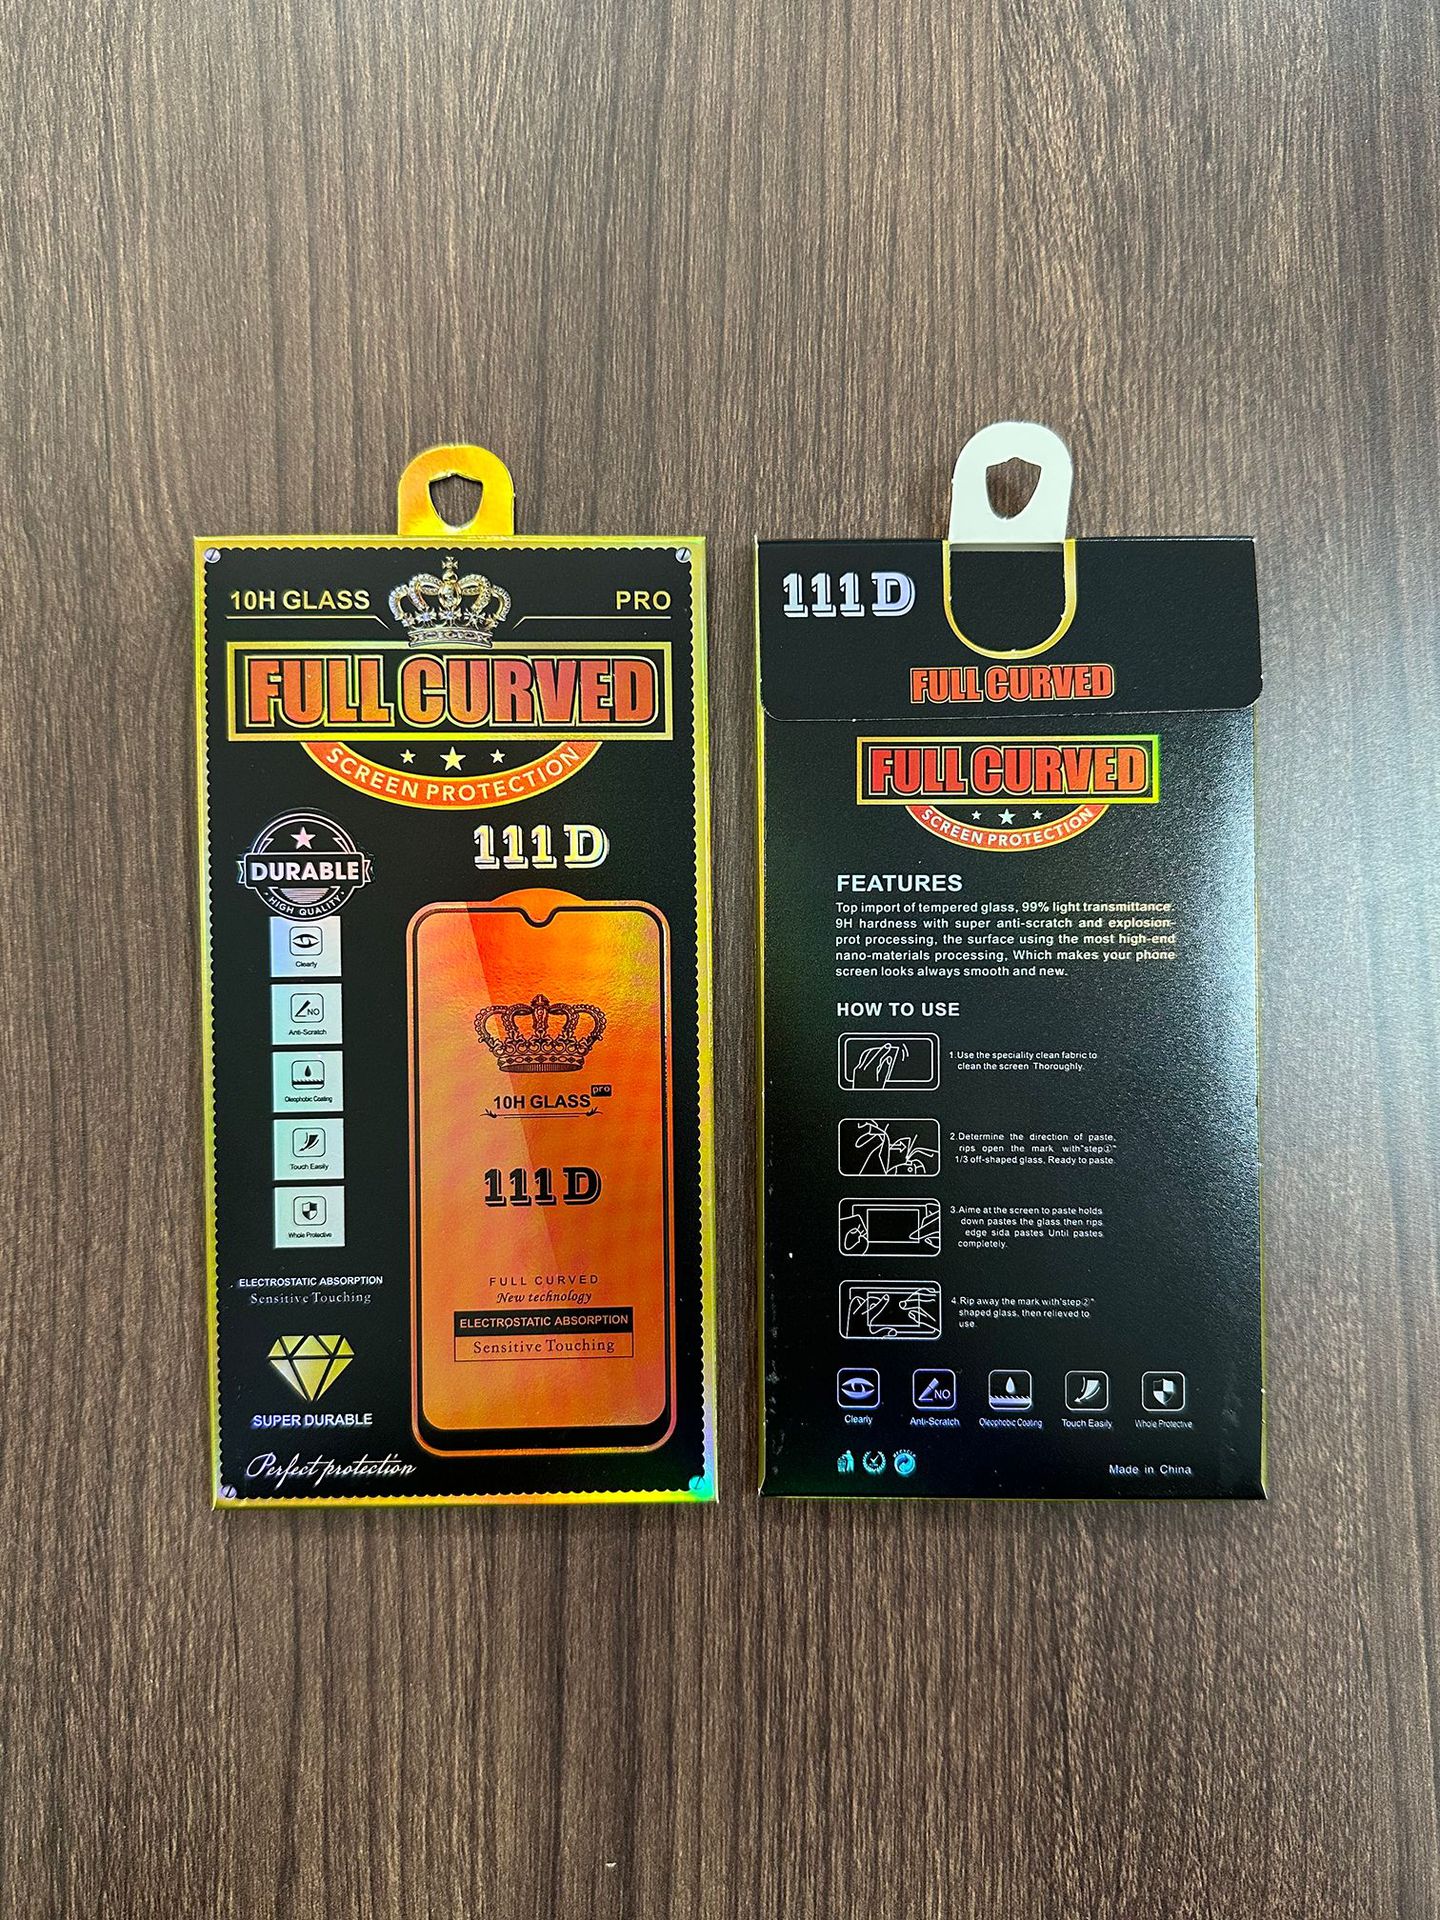 10H GLASS
PRO
FULL CURVED
SCREEN PROTECTION
DURABLE
HIGH QUALITY
111D
Clearly
NO
Anti-Scratch
Oleophobic Coating
Touch Easily
Whole Protective
ELECTROSTATIC ABSORPTION
Sensitive Touching
SUPER DURABLE
Perfect protection
10H GLASS pro
111D
FULL CURVED
New technology
ELECTROSTATIC ABSORPTION
Sensitive Touching
111D
FULL CURVED
FULL CURVED
SCREEN PROTECTION
FEATURES
Top import of tempered glass, 99% light transmittance.
9H hardness with super anti-scratch and explosion-
prot processing, the surface using the most high-end
nano-materials processing, Which makes your phone
screen looks always smooth and new.
HOW TO USE
1.Use the speciality clean fabric to
clean the screen Thoroughly.
2.Determine the direction of paste,
rips open the mark with"step①"
1/3 off-shaped glass, Ready to paste.
3.Aime at the screen to paste holds
down pastes the glass then rips
edge sida pastes Until pastes
completely.
4.Rip away the mark with"step②"
shaped glass, then relieved to
use.
Clearly
NO
Anti-Scratch
Oleophobic Coating
Touch Easily
Whole Protective
Made in China